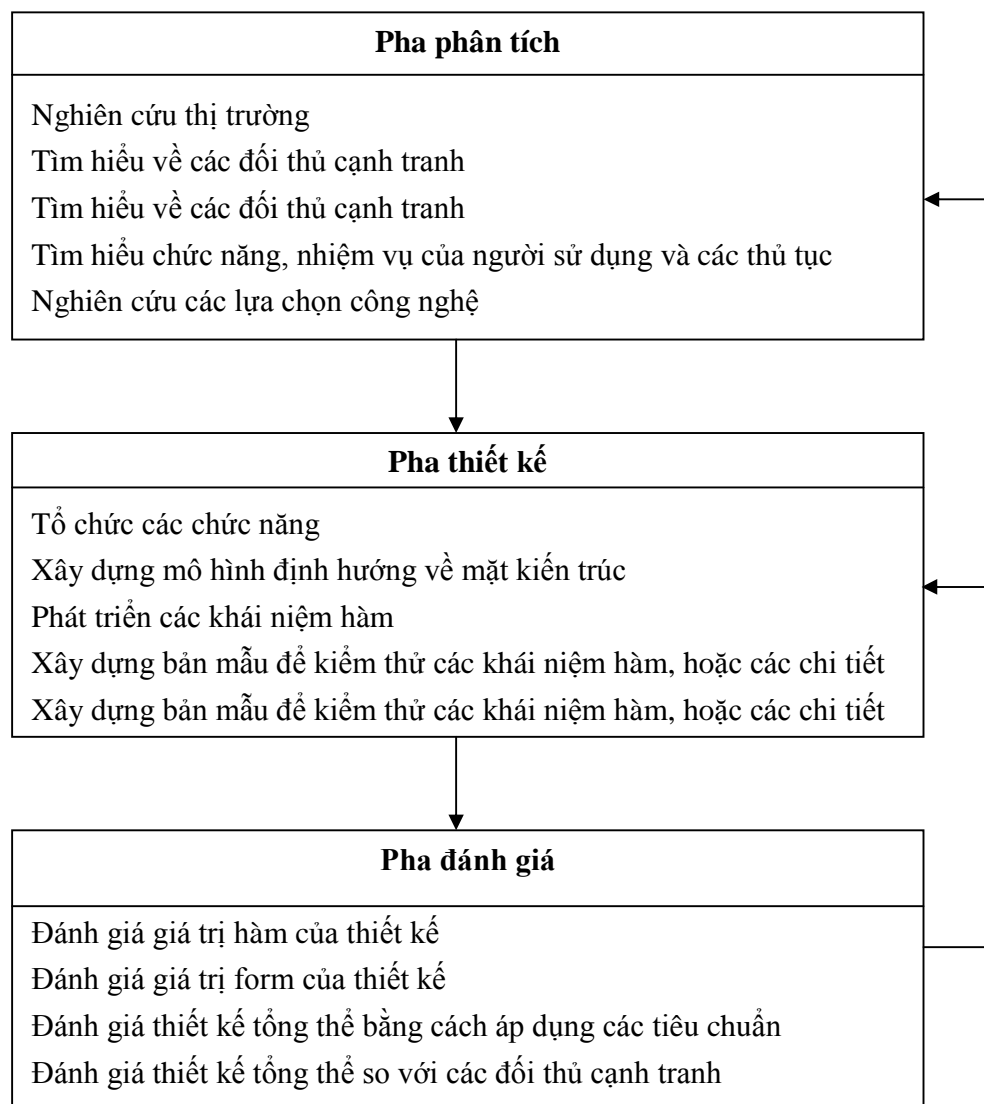 Pha phân tích
Nghiên cứu thị trường
Tìm hiểu về các đối thủ cạnh tranh
Tìm hiểu về các đối thủ cạnh tranh
Tìm hiểu chức năng, nhiệm vụ của người sử dụng và các thủ tục
Nghiên cứu các lựa chọn công nghệ
Pha thiết kế
Tổ chức các chức năng
Xây dựng mô hình định hướng về mặt kiến trúc
Phát triển các khái niệm hàm
Xây dựng bản mẫu để kiểm thử các khái niệm hàm, hoặc các chi tiết
Xây dựng bản mẫu để kiểm thử các khái niệm hàm, hoặc các chi tiết
Pha đánh giá
Đánh giá giá trị hàm của thiết kế
Đánh giá giá trị form của thiết kế
Đánh giá thiết kế tổng thể bằng cách áp dụng các tiêu chuẩn
Đánh giá thiết kế tổng thể so với các đối thủ cạnh tranh